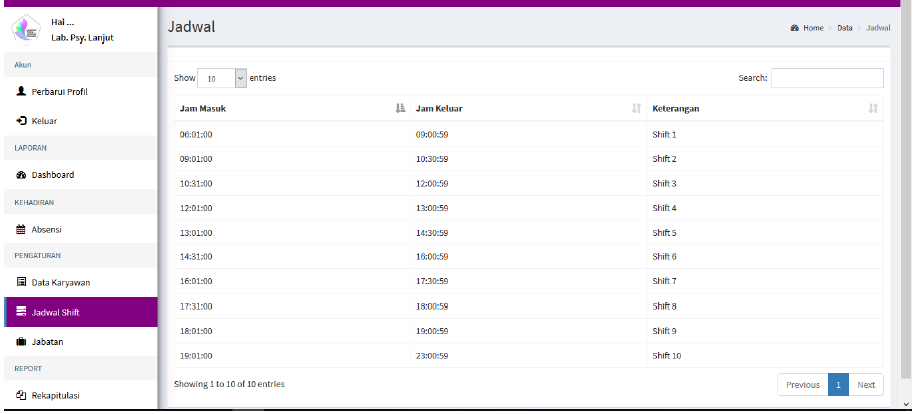 Hai ...
Lab. Psy. Lanjut
Akun
Perbarui Profil
Keluar
LAPORAN
Dashboard
KEHADIRAN
Absensi
PENGATURAN
Data Karyawan
Jadwal Shift
Jabatan
REPORT
Rekapitulasi
Jadwal
Home > Data > Jadwal
Show 10 entries
Search:
Jam Masuk Jam Keluar Keterangan
06:01:00 09:00:59 Shift 1
09:01:00 10:30:59 Shift 2
10:31:00 12:00:59 Shift 3
12:01:00 13:00:59 Shift 4
13:01:00 14:30:59 Shift 5
14:31:00 16:00:59 Shift 6
16:01:00 17:30:59 Shift 7
17:31:00 18:00:59 Shift 8
18:01:00 19:00:59 Shift 9
19:01:00 23:00:59 Shift 10
Showing 1 to 10 of 10 entries
Previous 1 Next